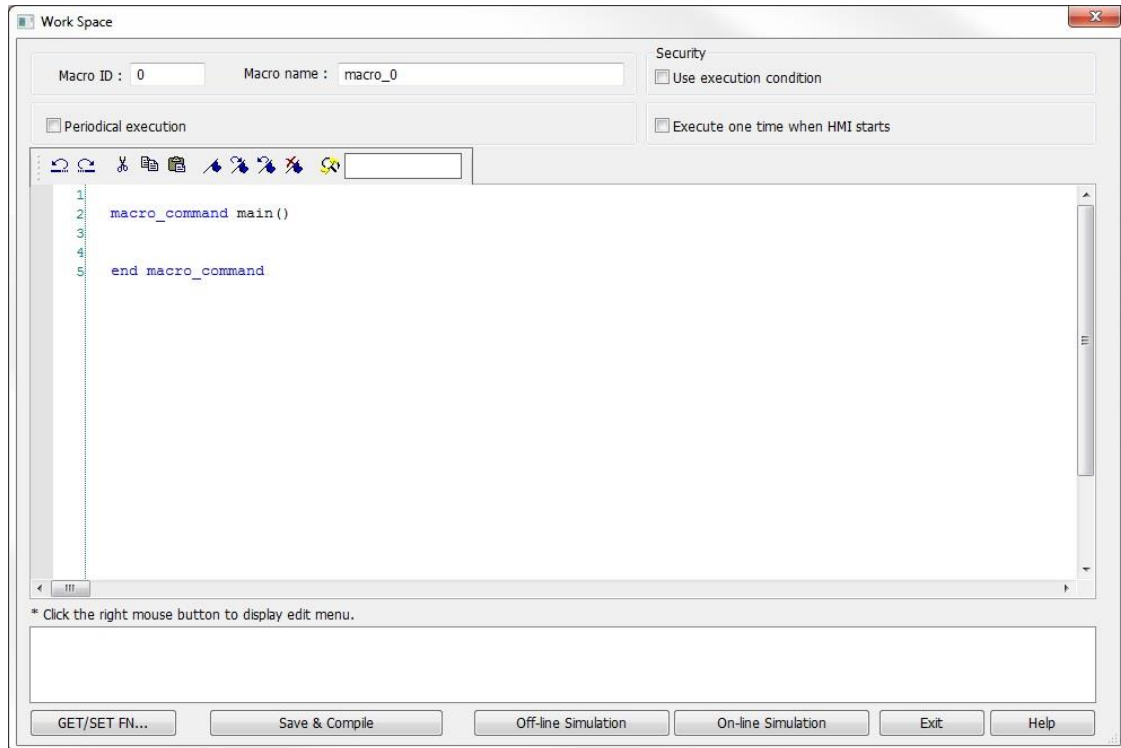 Work Space
Security
Macro ID : 0 Macro name : macro_0
Use execution condition
Periodical execution
Execute one time when HMI starts
1
2 macro_command main()
3
4
5 end macro_command
* Click the right mouse button to display edit menu.
GET/SET FN... Save & Compile Off-line Simulation On-line Simulation Exit Help